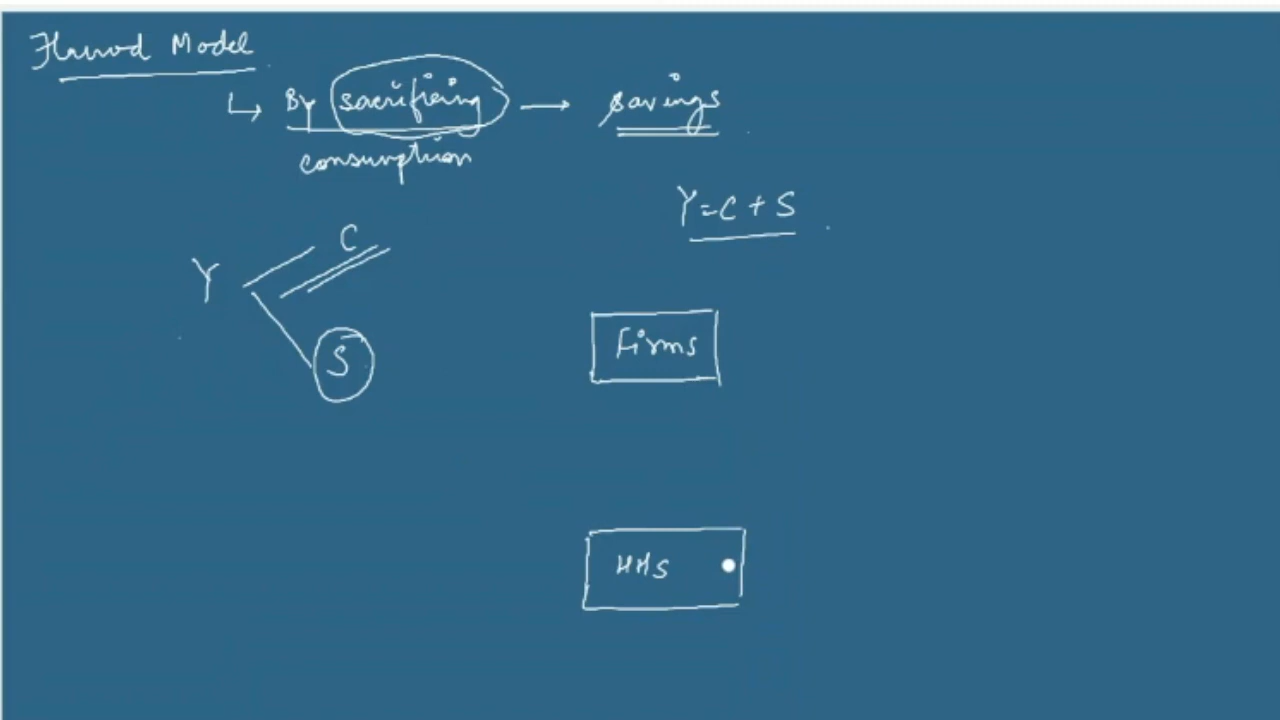 Harrod Model
↳ By sacrificing → savings
consumption
Y = C + S
C
Y
S
Firms
HHS